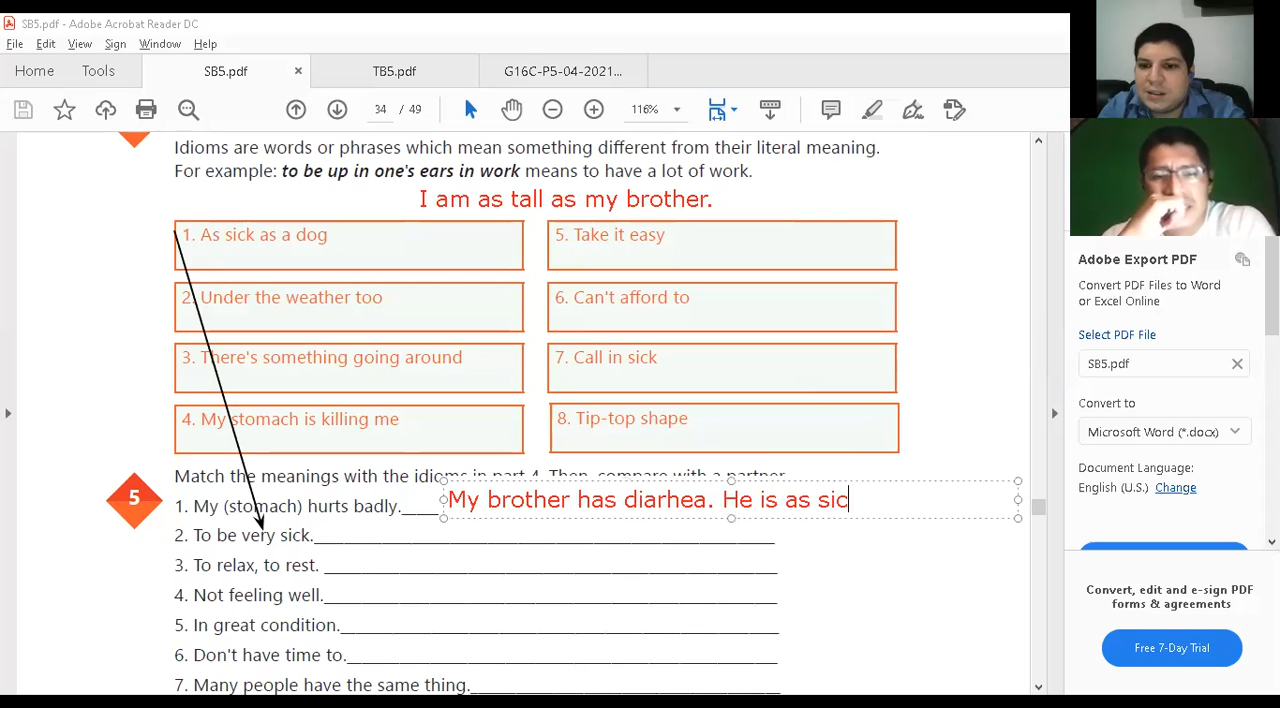 SB5.pdf - Adobe Acrobat Reader DC
File Edit View Sign Window Help
Home Tools SB5.pdf × TB5.pdf G16C-P5-04-2021...
34 / 49 116%
Idioms are words or phrases which mean something different from their literal meaning.
For example: to be up in one's ears in work means to have a lot of work.
I am as tall as my brother.
1. As sick as a dog
5. Take it easy
2. Under the weather too
6. Can't afford to
3. There's something going around
7. Call in sick
4. My stomach is killing me
8. Tip-top shape
Match the meanings with the idioms in part 4. Then, compare with a partner.
5
1. My (stomach) hurts badly._____
My brother has diarhea. He is as sic
2. To be very sick.
3. To relax, to rest.
4. Not feeling well.
5. In great condition.
6. Don't have time to.
7. Many people have the same thing.
Adobe Export PDF
Convert PDF Files to Word
or Excel Online
Select PDF File
SB5.pdf
Convert to
Microsoft Word (*.docx)
Document Language:
English (U.S.) Change
Convert, edit and e-sign PDF
forms & agreements
Free 7-Day Trial